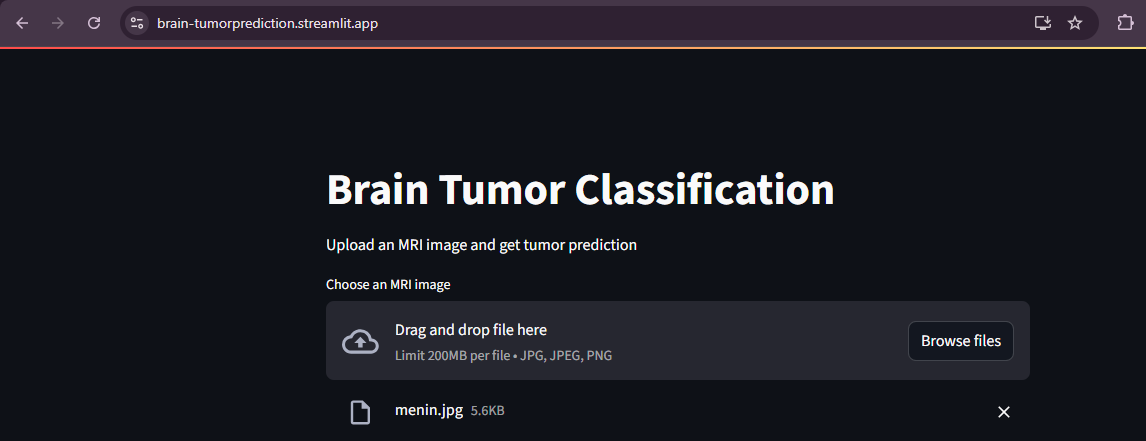 brain-tumorprediction.streamlit.app
Brain Tumor Classification
Upload an MRI image and get tumor prediction
Choose an MRI image
Drag and drop file here
Limit 200MB per file • JPG, JPEG, PNG
Browse files
menin.jpg 5.6KB